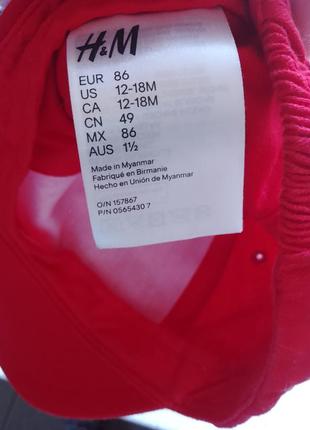 H&M
EUR 86
US 12-18M
CA 12-18M
CN 49
MX 86
AUS 1½
Made in Myanmar
Fabriqué en Birmanie
Hecho en Unión de Myanmar
O/N 157867
P/N 0565430 7